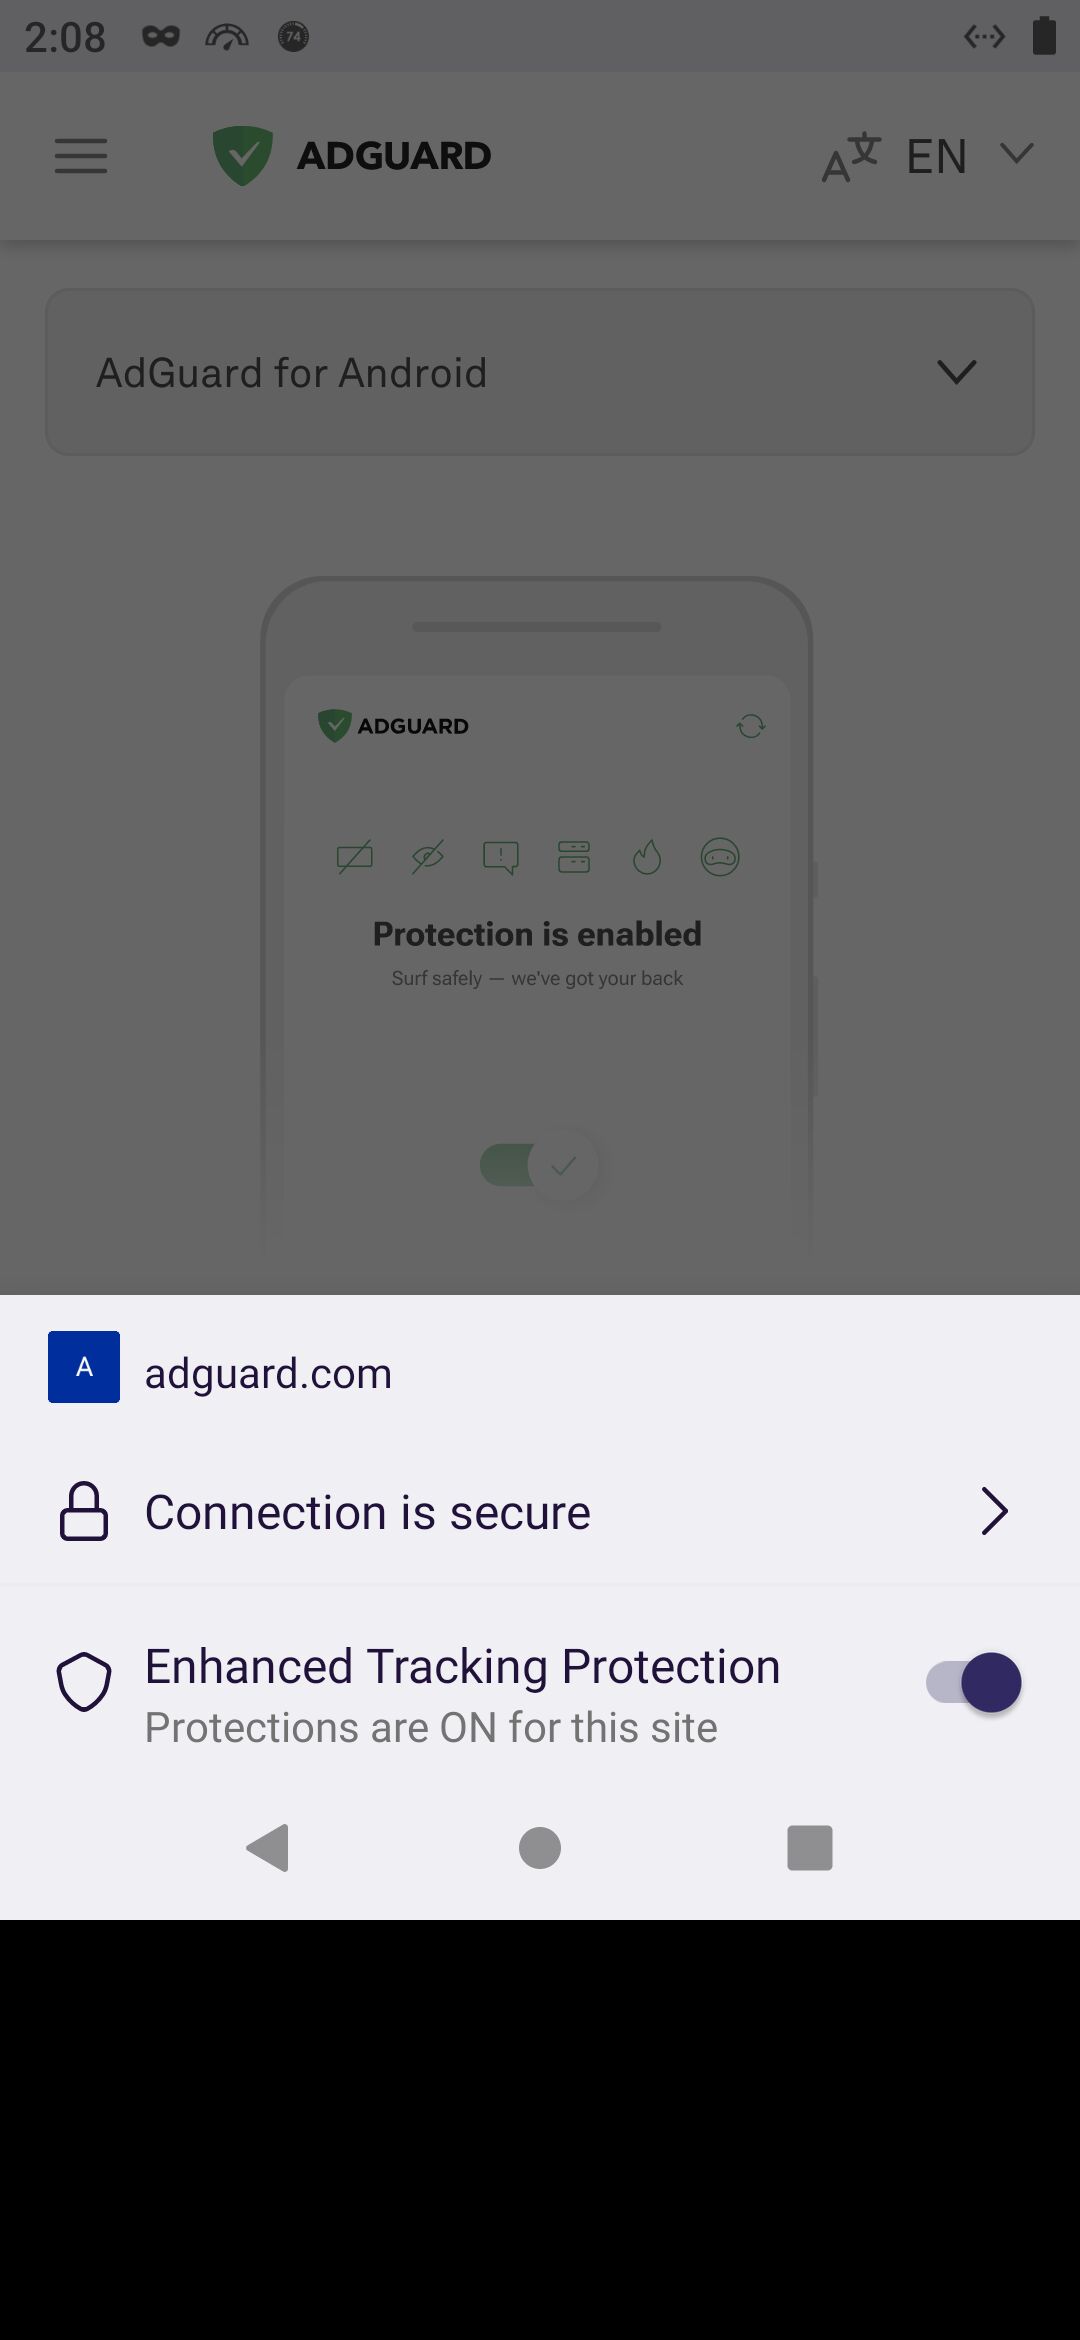 2:08
74
ADGUARD
EN
AdGuard for Android
ADGUARD
Protection is enabled
Surf safely — we've got your back
A
adguard.com
Connection is secure
Enhanced Tracking Protection
Protections are ON for this site